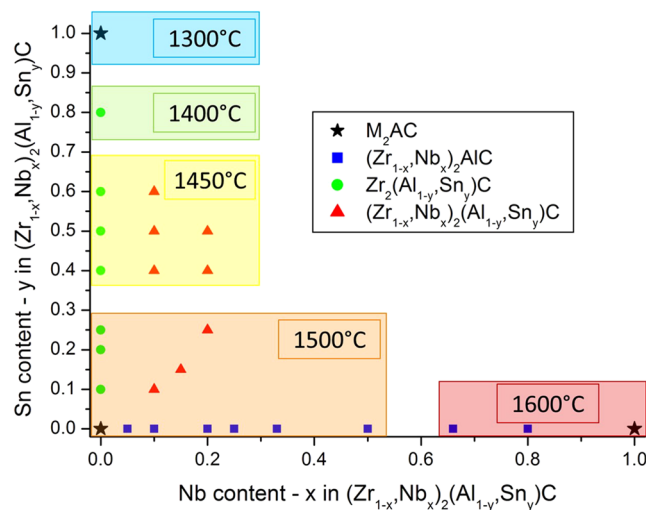 1.0
0.9
0.8
0.7
0.6
0.5
0.4
0.3
0.2
0.1
0.0
Sn content - y in (Zr1-x,Nbx)2(Al1-y,Sny)C
1300°C
1400°C
1450°C
1500°C
1600°C
M2AC
(Zr1-x,Nbx)2AlC
Zr2(Al1-y,Sny)C
(Zr1-x,Nbx)2(Al1-y,Sny)C
0.0 0.2 0.4 0.6 0.8 1.0
Nb content - x in (Zr1-x,Nbx)2(Al1-y,Sny)C